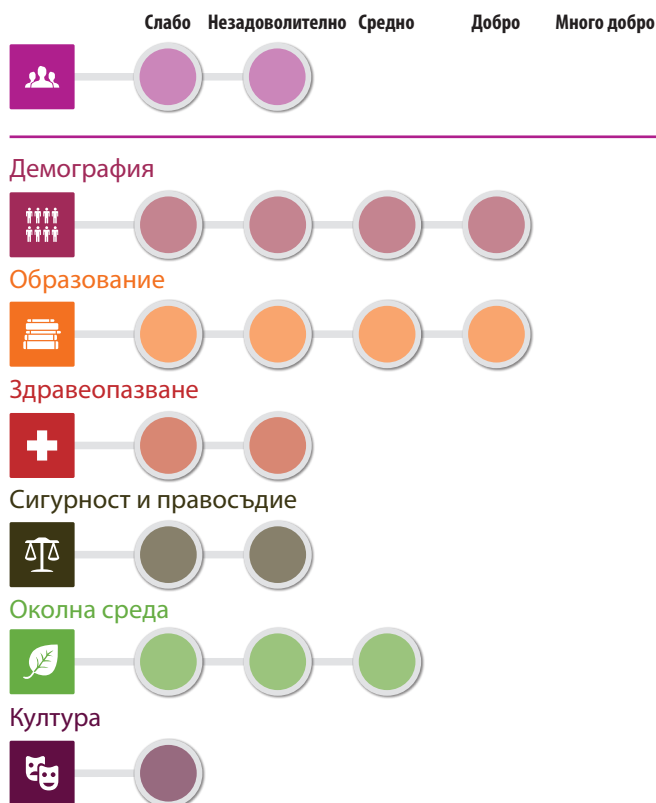 Слабо Незадоволително Средно Добро Много добро
Демография
Образование
Здравеопазване
Сигурност и правосъдие
Околна среда
Култура